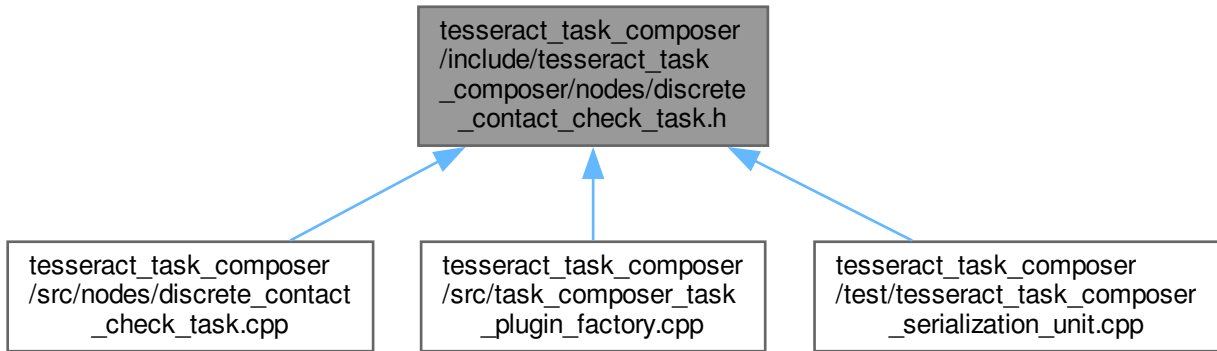 tesseract_task_composer
/include/tesseract_task
_composer/nodes/discrete
_contact_check_task.h
tesseract_task_composer
/src/nodes/discrete_contact
_check_task.cpp
tesseract_task_composer
/src/task_composer_task
_plugin_factory.cpp
tesseract_task_composer
/test/tesseract_task_composer
_serialization_unit.cpp